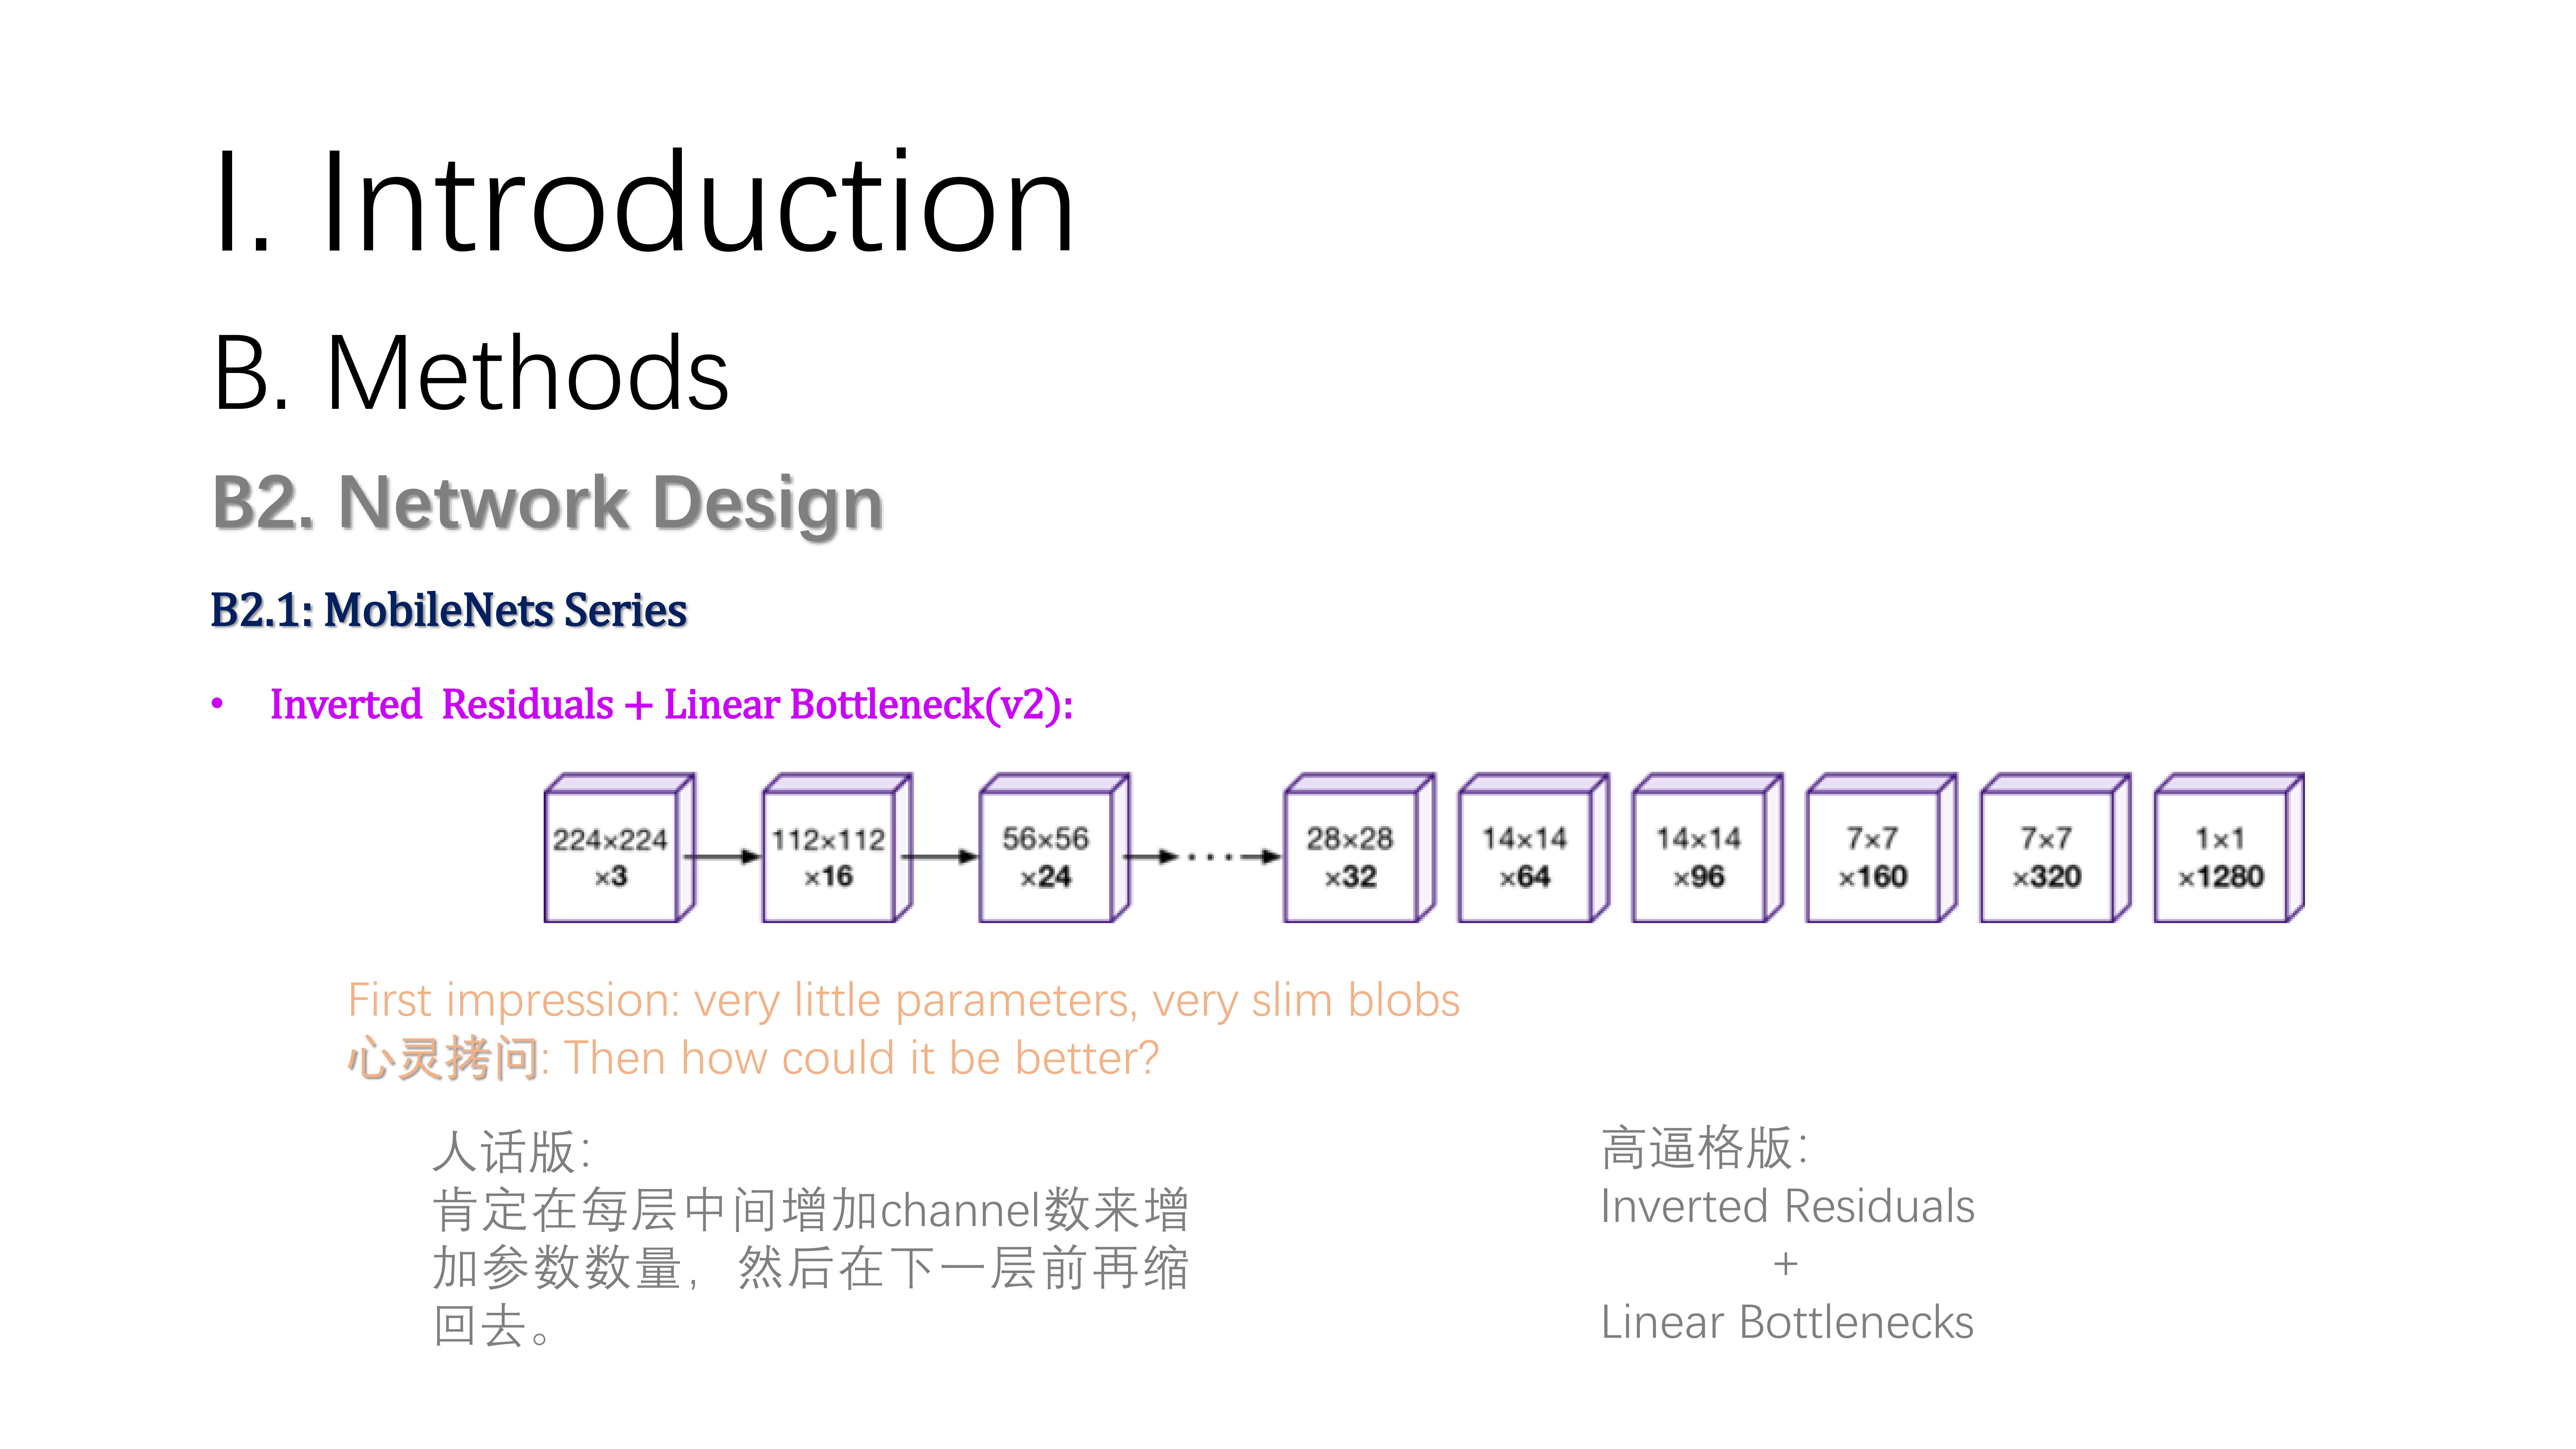 I. Introduction
B. Methods
B2. Network Design
B2.1: MobileNets Series
• Inverted Residuals + Linear Bottleneck(v2):
224×224
×3
112×112
×16
56×56
×24
28×28
×32
14×14
×64
14×14
×96
7×7
×160
7×7
×320
1×1
×1280
First impression: very little parameters, very slim blobs
心灵拷问: Then how could it be better?
人话版：
肯定在每层中间增加channel数来增
加参数数量，然后在下一层前再缩
回去。
高逼格版：
Inverted Residuals
+
Linear Bottlenecks